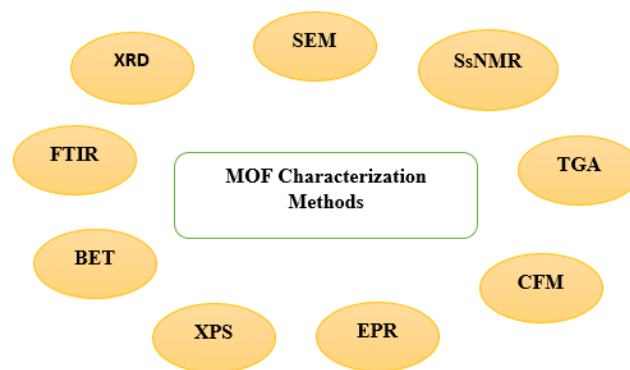 SEM
XRD
SsNMR
FTIR
MOF Characterization
Methods
TGA
BET
CFM
XPS
EPR